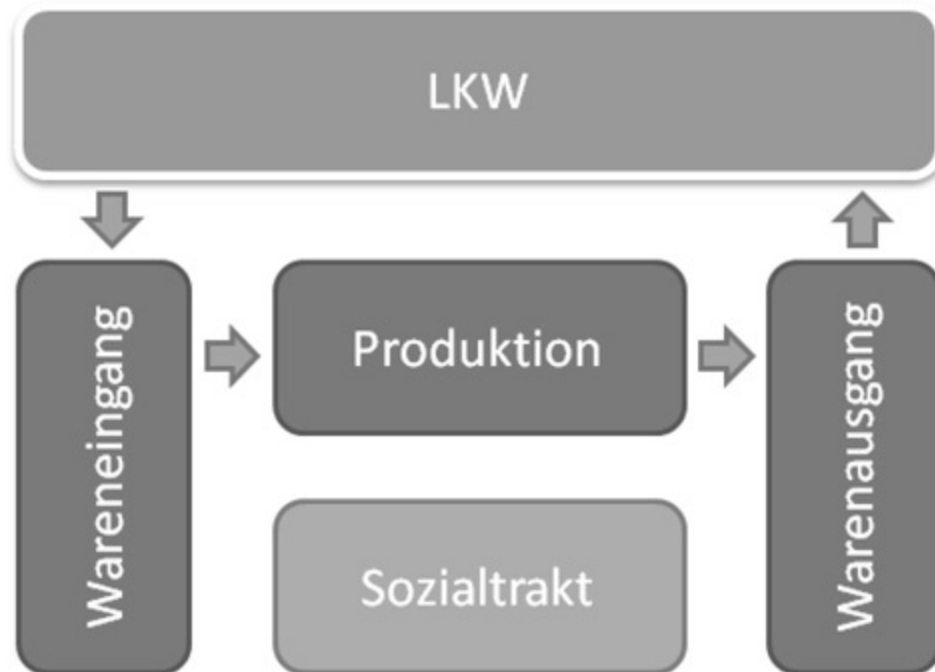 LKW
Wareneingang
Produktion
Warenausgang
Sozialtrakt